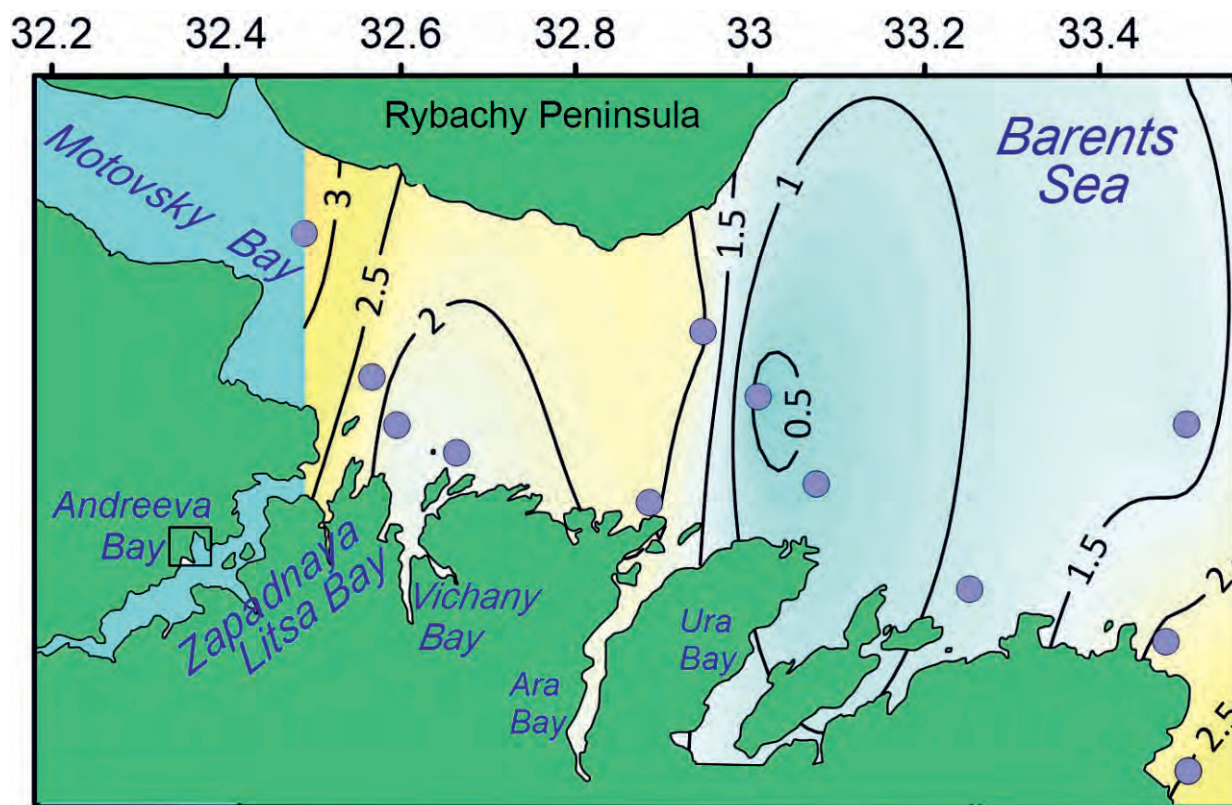 32.2 32.4 32.6 32.8 33 33.2 33.4
Rybachy Peninsula
Barents
Sea
Motovsky Bay
3
2.5
2
1.5
1
0.5
1.5
2.
2.5
Andreeva
Bay
Zapadnaya
Litsa Bay
Vichany
Bay
Ara
Bay
Ura
Bay